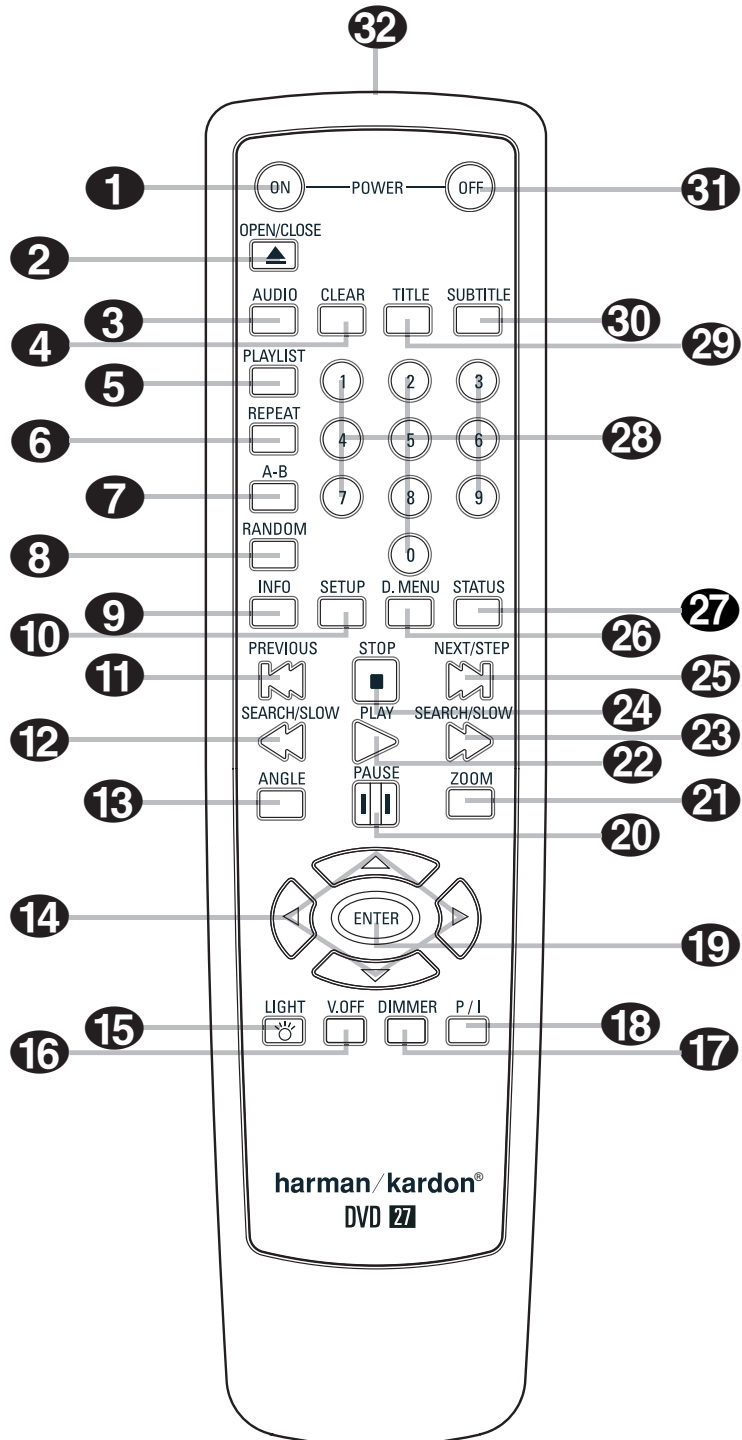 32
1 ON POWER OFF 31
OPEN/CLOSE
2
AUDIO CLEAR TITLE SUBTITLE
3 30
4 29
PLAYLIST
5 1 2 3
REPEAT
6 4 5 6 28
A-B
7 7 8 9
RANDOM
8 0
INFO SETUP D. MENU STATUS
9 27
10 26
PREVIOUS STOP NEXT/STEP
11 25
24
SEARCH/SLOW PLAY SEARCH/SLOW
12 23
22
ANGLE PAUSE ZOOM
13 21
20
14 ENTER
19
LIGHT V.OFF DIMMER P / I
15 18
16 17
harman/kardon®
DVD 27